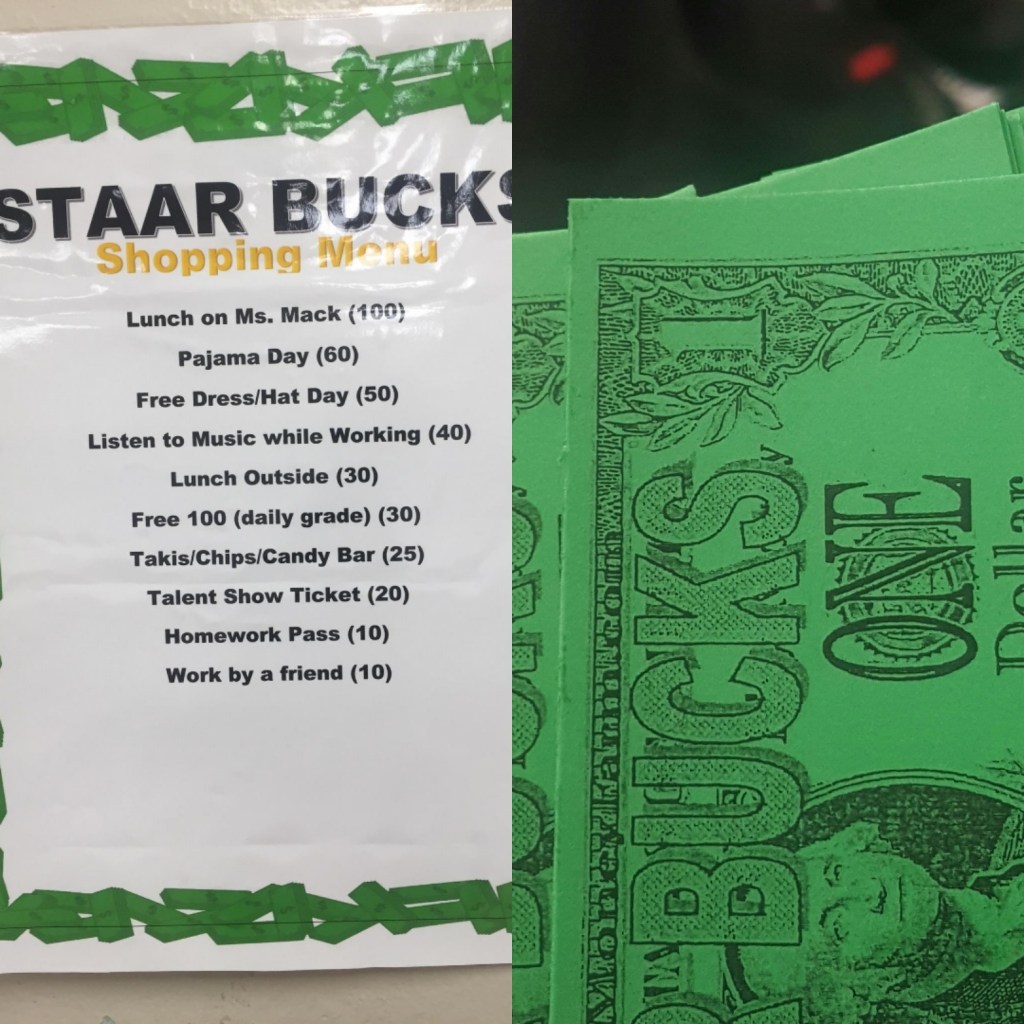 STAAR BUCKS
Shopping Menu
Lunch on Ms. Mack (100)
Pajama Day (60)
Free Dress/Hat Day (50)
Listen to Music while Working (40)
Lunch Outside (30)
Free 100 (daily grade) (30)
Takis/Chips/Candy Bar (25)
Talent Show Ticket (20)
Homework Pass (10)
Work by a friend (10)
1
BUCKS
ONE
Dollar